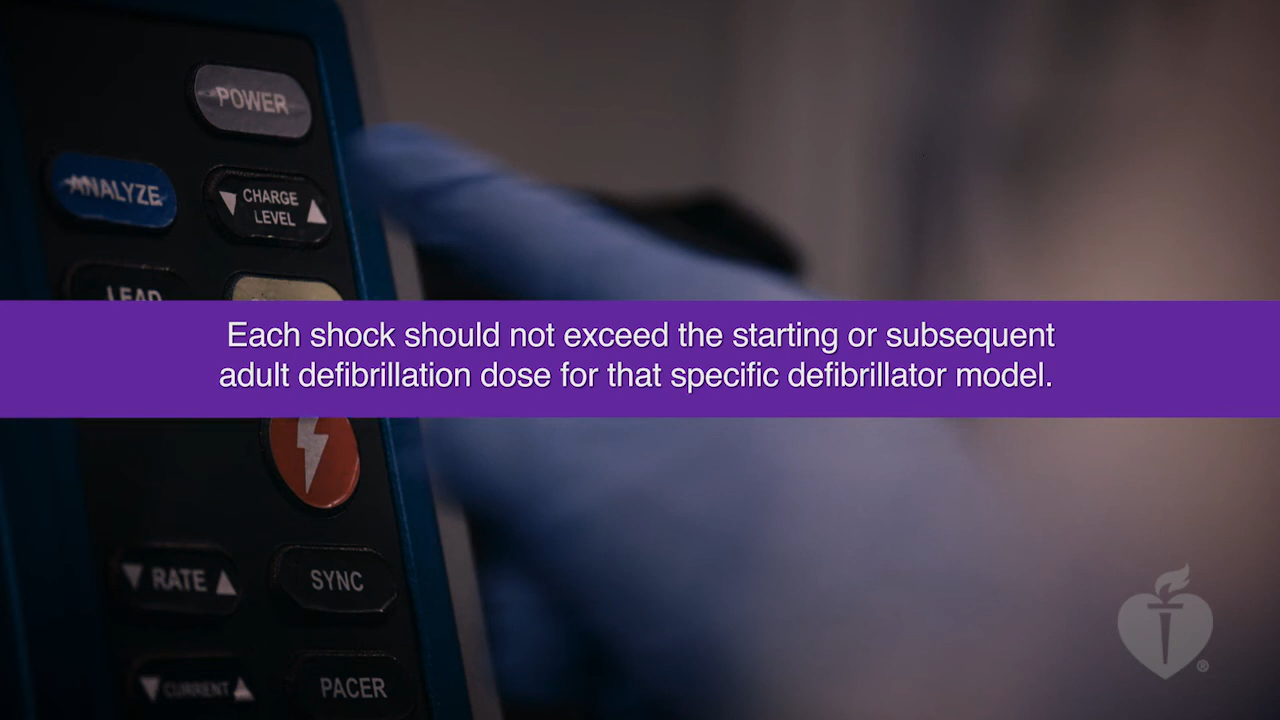 POWER
ANALYZE
CHARGE
LEVEL
LEAD
Each shock should not exceed the starting or subsequent
adult defibrillation dose for that specific defibrillator model.
RATE
SYNC
CURRENT
PACER
®